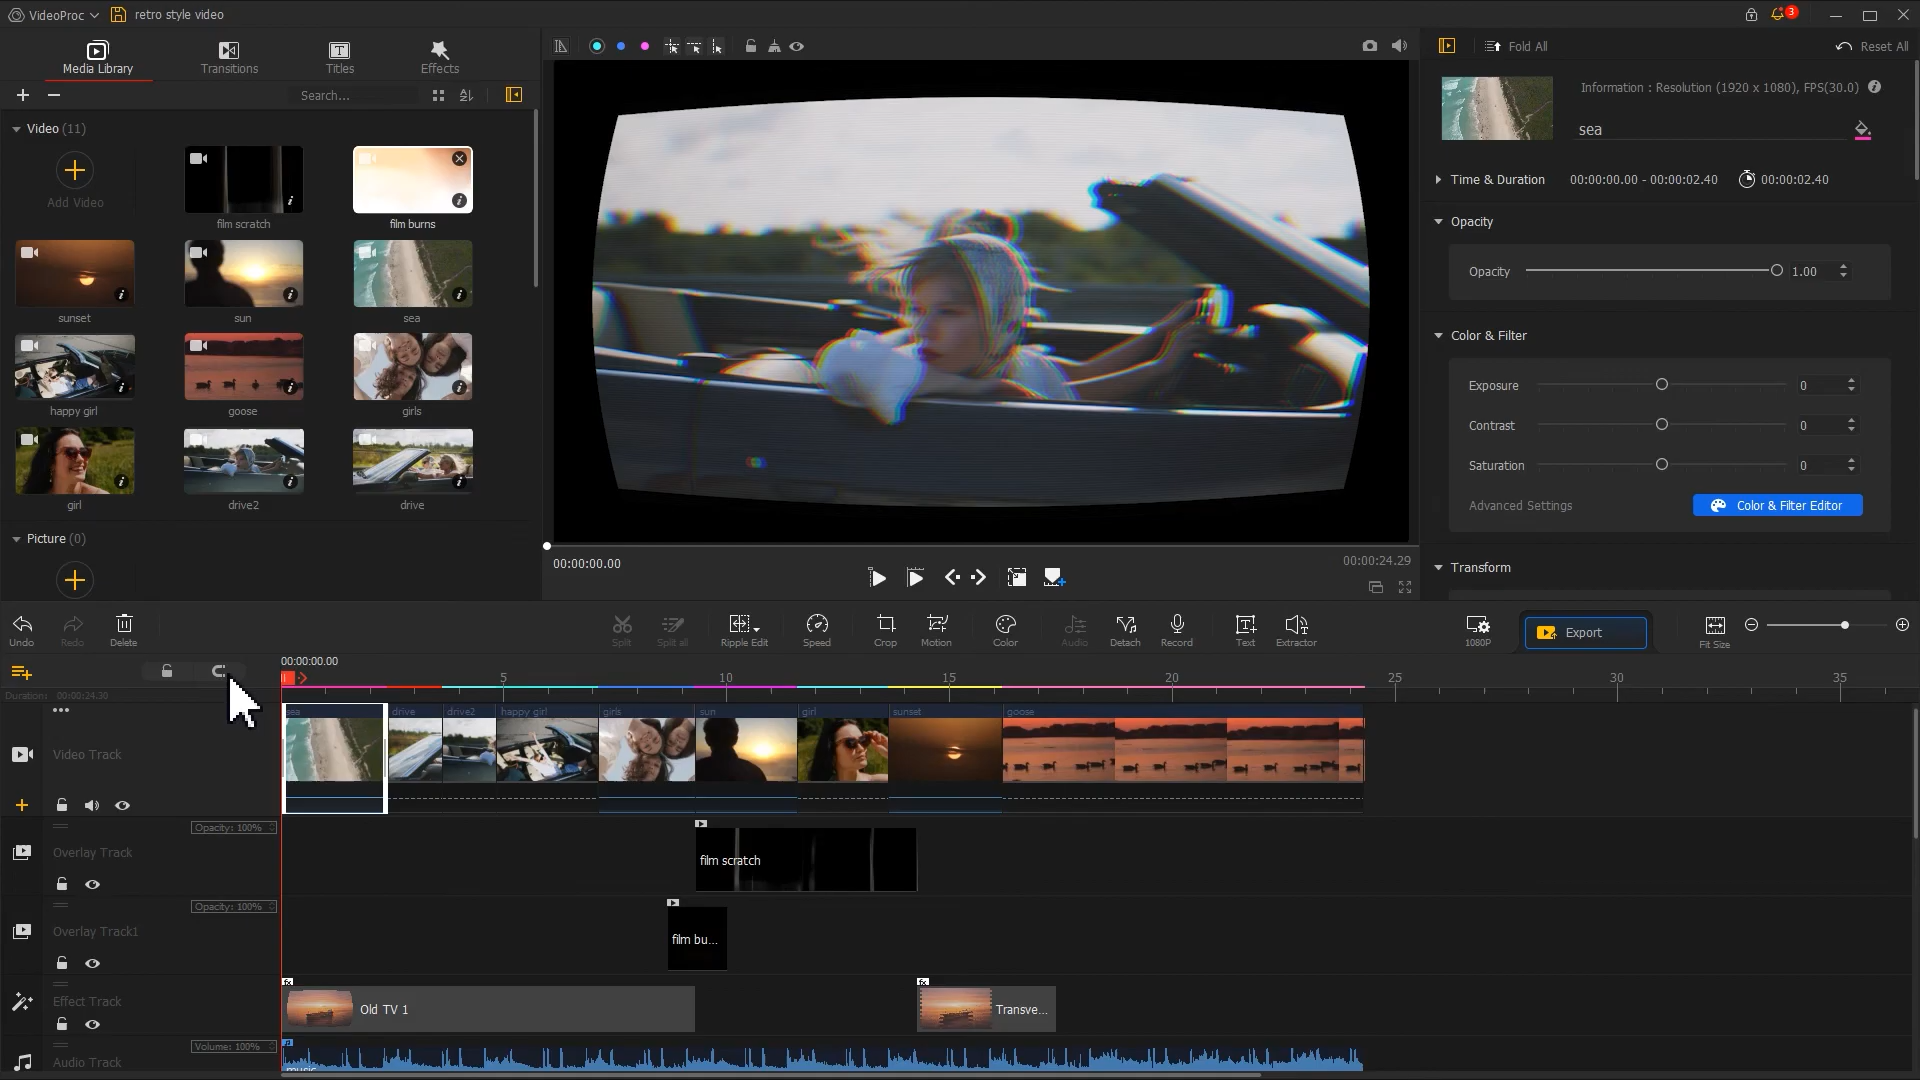 VideoProc
retro style video
3
Media Library
Transitions
Titles
Effects
Search...
Video (11)
Add Video
film scratch
film burns
sunset
sun
sea
happy girl
goose
girls
girl
drive2
drive
Picture (0)
00:00:00.00
00:00:24.29
Fold All
Reset All
Information : Resolution (1920 x 1080), FPS(30.0)
sea
Time & Duration
00:00:00.00 - 00:00:02.40
00:00:02.40
Opacity
Opacity
1.00
Color & Filter
Exposure
0
Contrast
0
Saturation
0
Advanced Settings
Color & Filter Editor
Transform
Undo
Redo
Delete
Split
Split all
Ripple Edit
Speed
Crop
Motion
Color
Audio
Detach
Record
Text
Extractor
1080P
Export
Fit Size
00:00:00.00
5
10
15
20
25
30
35
Duration: 00:00:24.30
sea
drive
drive2
happy girl
girls
sun
girl
sunset
goose
Video Track
Opacity: 100%
Overlay Track
film scratch
Opacity: 100%
Overlay Track1
film bu...
Effect Track
fx
Old TV 1
fx
Transve...
Volume: 100%
Audio Track
music